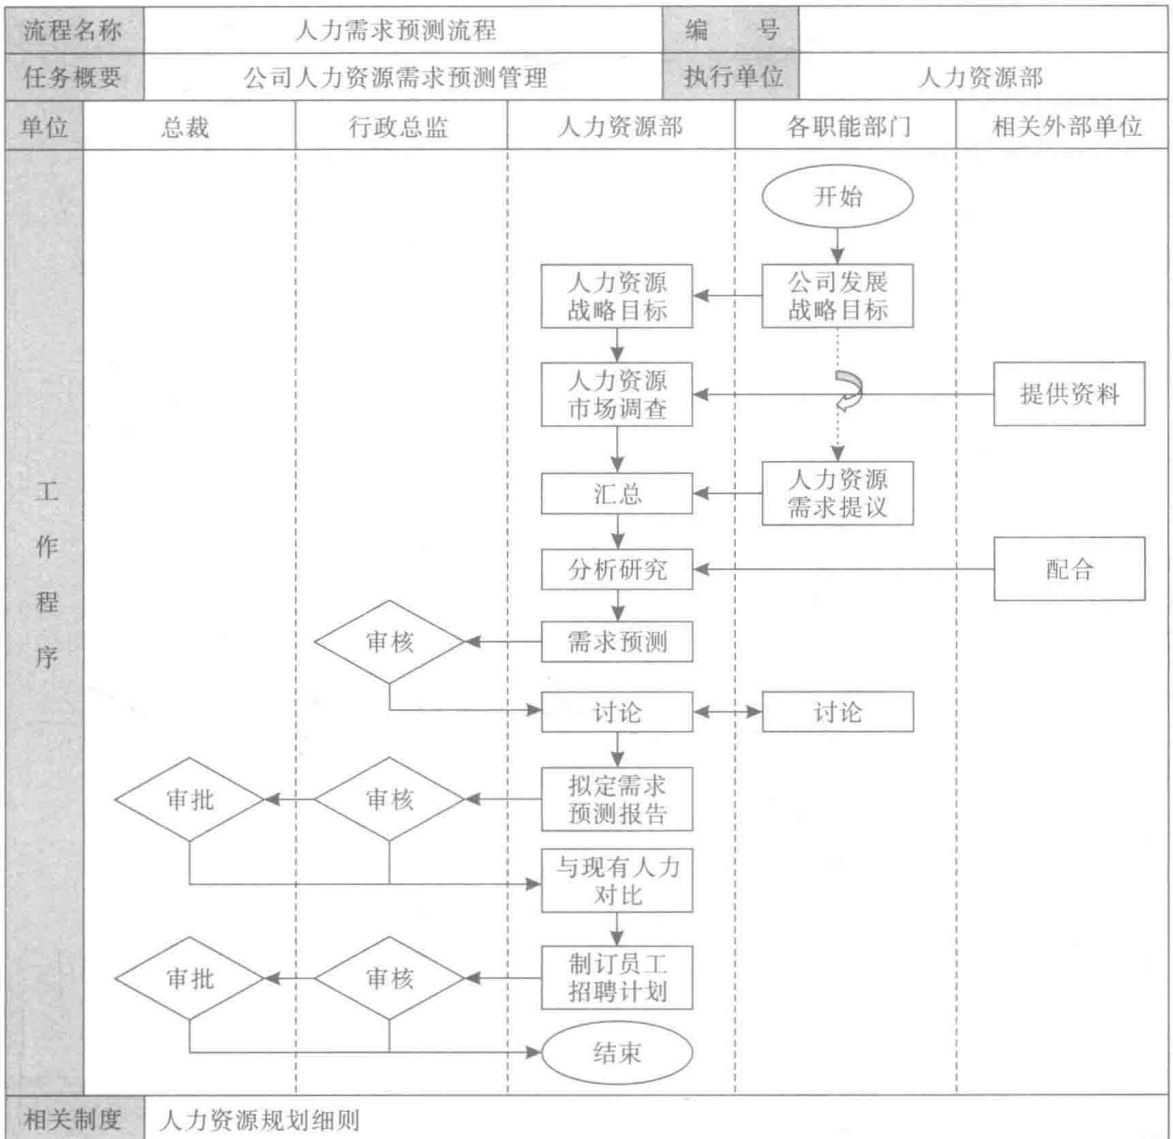 流程名称 人力需求预测流程 编 号
任务概要 公司人力资源需求预测管理 执行单位 人力资源部
单位 总裁 行政总监 人力资源部 各职能部门 相关外部单位
工作程序
开始
人力资源
战略目标
公司发展
战略目标
人力资源
市场调查
提供资料
汇总
人力资源
需求提议
分析研究
配合
审核
需求预测
讨论
讨论
审批
审核
拟定需求
预测报告
与现有人力
对比
审批
审核
制订员工
招聘计划
结束
相关制度 人力资源规划细则